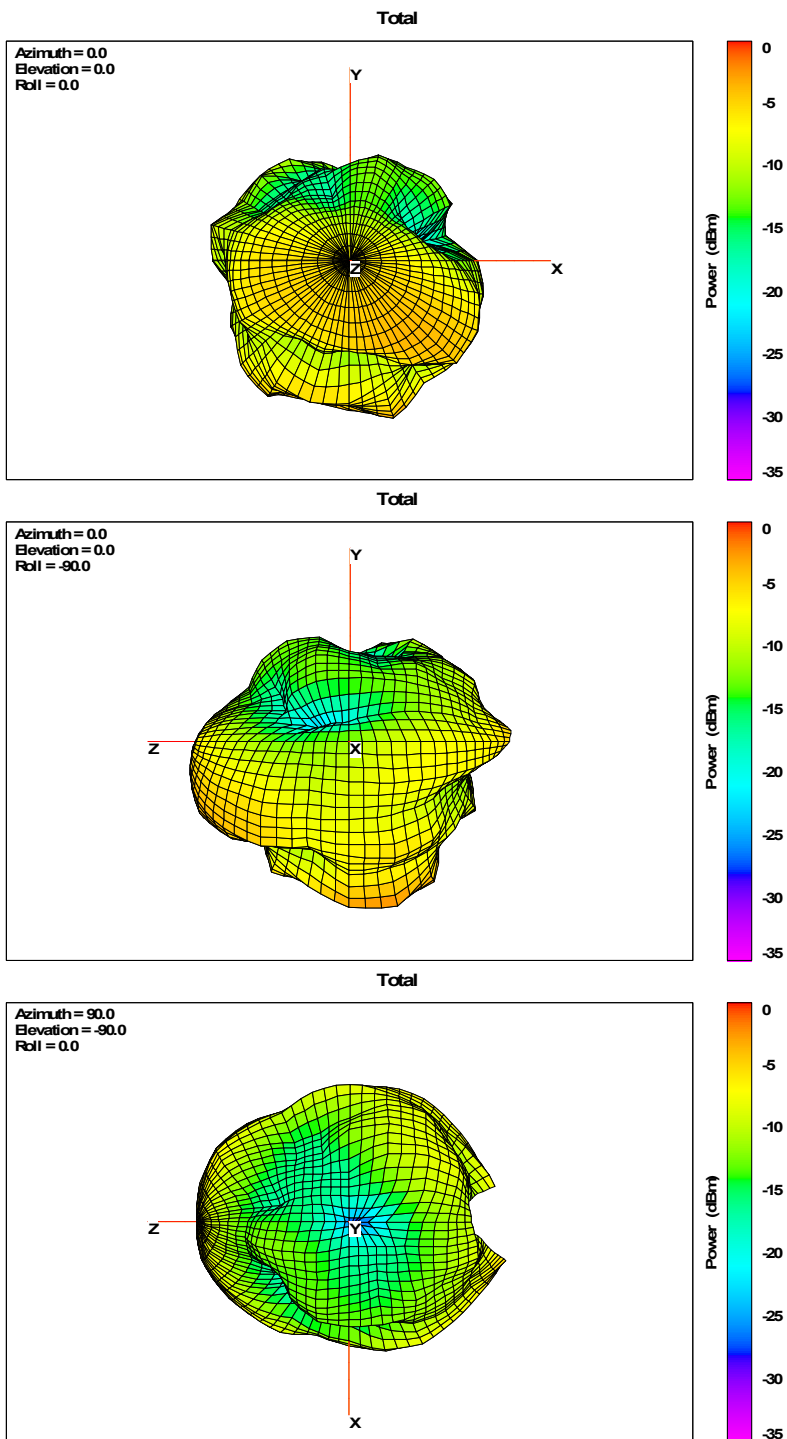 Total
Azimuth = 0.0
Elevation = 0.0
Roll = 0.0
Y
Z
X
0
-5
-10
-15
-20
-25
-30
-35
Power (dBm)
Total
Azimuth = 0.0
Elevation = 0.0
Roll = -90.0
Y
Z
X
0
-5
-10
-15
-20
-25
-30
-35
Power (dBm)
Total
Azimuth = 90.0
Elevation = -90.0
Roll = 0.0
Z
Y
X
0
-5
-10
-15
-20
-25
-30
-35
Power (dBm)